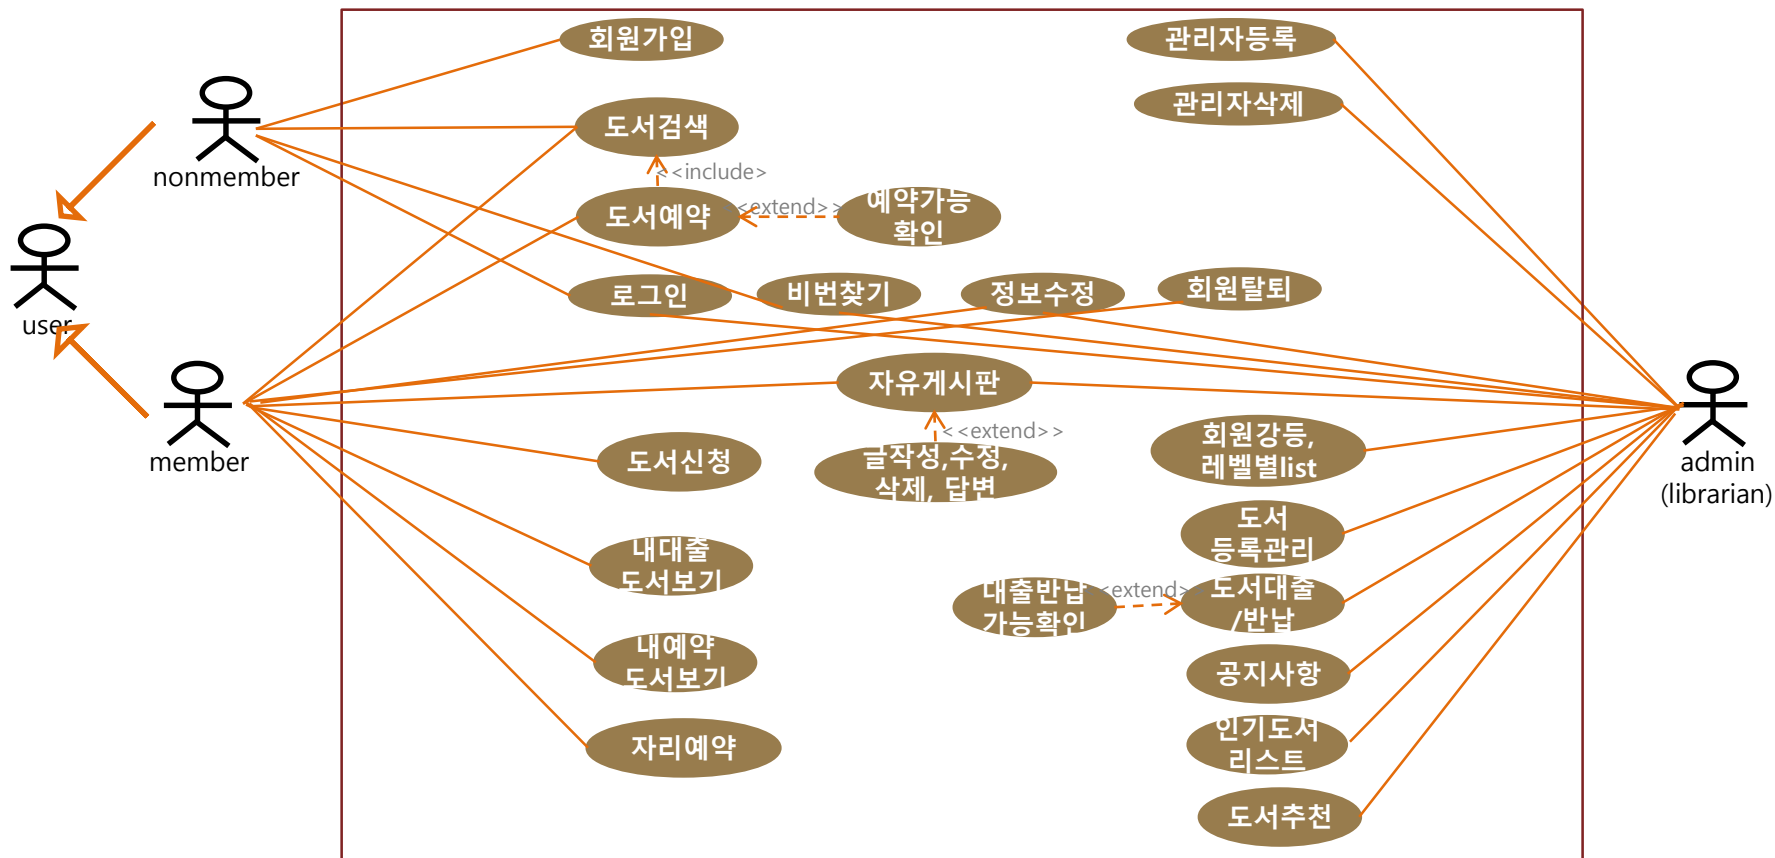 회원가입
관리자등록
관리자삭제
도서검색
nonmember
<<include>
도서예약
<extend>>
예약가능
확인
user
로그인
비번찾기
정보수정
회원탈퇴
자유게시판
<<extend>>
글작성,수정,
삭제, 답변
member
도서신청
회원강등,
레벨별list
admin
(librarian)
도서
등록관리
내대출
도서보기
대출반납
가능확인
<extend>
도서대출
/반납
내예약
도서보기
공지사항
자리예약
인기도서
리스트
도서추천